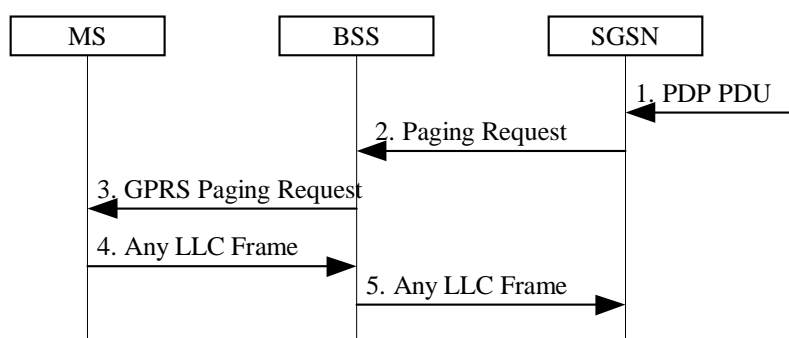 MS BSS SGSN
1. PDP PDU
2. Paging Request
3. GPRS Paging Request
4. Any LLC Frame
5. Any LLC Frame